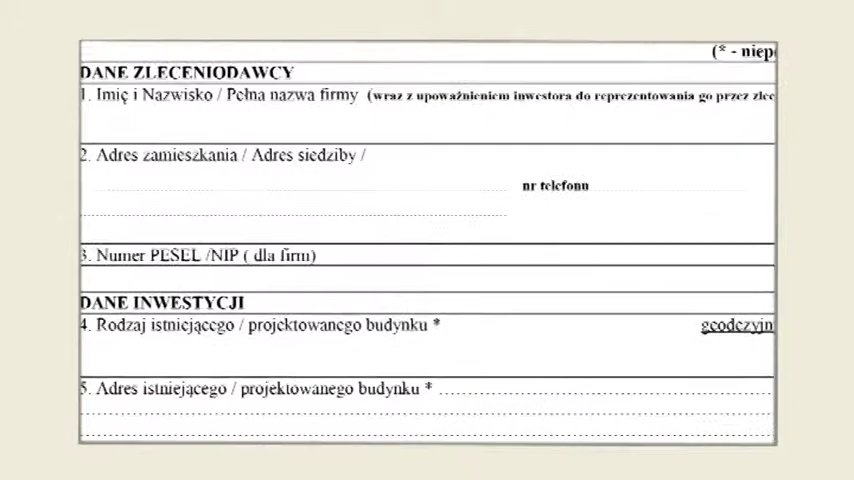 (* - niep
DANE ZLECENIODAWCY
1. Imię i Nazwisko / Pełna nazwa firmy (wraz z upoważnieniem inwestora do reprezentowania go przez zlec
2. Adres zamieszkania / Adres siedziby /
nr telefonu
3. Numer PESEL /NIP ( dla firm)
DANE INWESTYCJI
4. Rodzaj istniejącego / projektowanego budynku * geodezyjn
5. Adres istniejącego / projektowanego budynku *